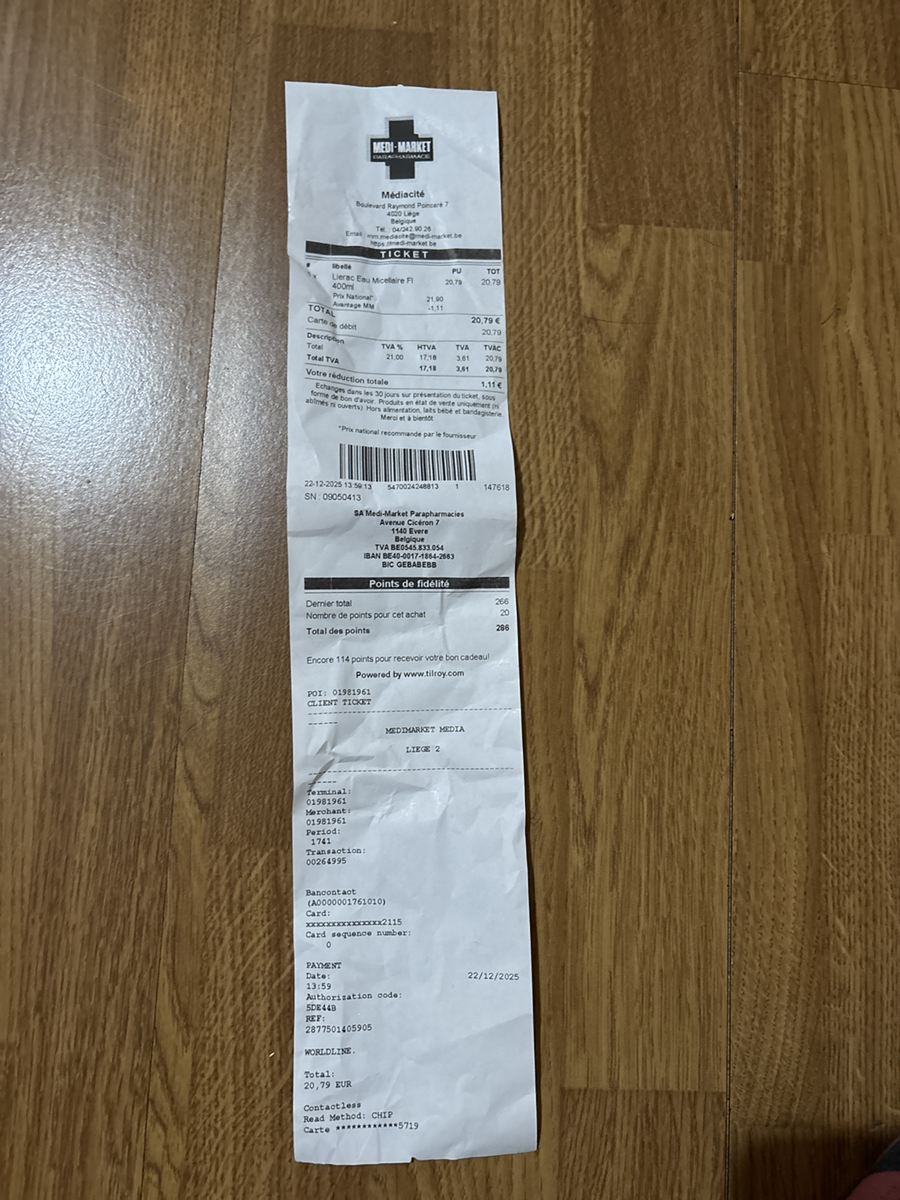 MEDI-MARKET
PARAPHARMACIE
Médiacité
Boulevard Raymond Poincaré 7
4020 Liège
Belgique
Tél.: 04/242.90.26
Email: mm.mediacite@medi-market.be
https://medi-market.be
TICKET
# libellé PU TOT
x Lierac Eau Micellaire Fl 20,79 20,79
400ml
Prix National* 21,90
Avantage MM -1,11
TOTAL 20,79 €
Carte de débit 20,79
Description TVA % HTVA TVA TVAC
Total 21,00 17,18 3,61 20,79
Total TVA 17,18 3,61 20,79
Votre réduction totale 1,11 €
Echanges dans les 30 jours sur présentation du ticket, sous
forme de bon d'avoir. Produits en état de vente uniquement (ni
abîmés ni ouverts). Hors alimentation, laits bébé et bandagisterie.
Merci et à bientôt
*Prix national recommandé par le fournisseur
22-12-2025 13:59:13 5470024248813 1 147618
SN : 09050413
SA Medi-Market Parapharmacies
Avenue Cicéron 7
1140 Evere
Belgique
TVA BE0545.833.054
IBAN BE40-0017-1864-2663
BIC GEBABEBB
Points de fidélité
Dernier total 266
Nombre de points pour cet achat 20
Total des points 286
Encore 114 points pour recevoir votre bon cadeau!
Powered by www.tilroy.com
POI: 01981961
CLIENT TICKET
MEDIMARKET MEDIA
LIEGE 2
Terminal:
01981961
Merchant:
01981961
Period:
1741
Transaction:
00264995
Bancontact
(A0000001761010)
Card:
xxxxxxxxxxxxxxx2115
Card sequence number:
0
PAYMENT
Date: 22/12/2025
13:59
Authorization code:
5DE44B
REF:
2877501405905
WORLDLINE.
Total:
20,79 EUR
Contactless
Read Method: CHIP
Carte ************5719